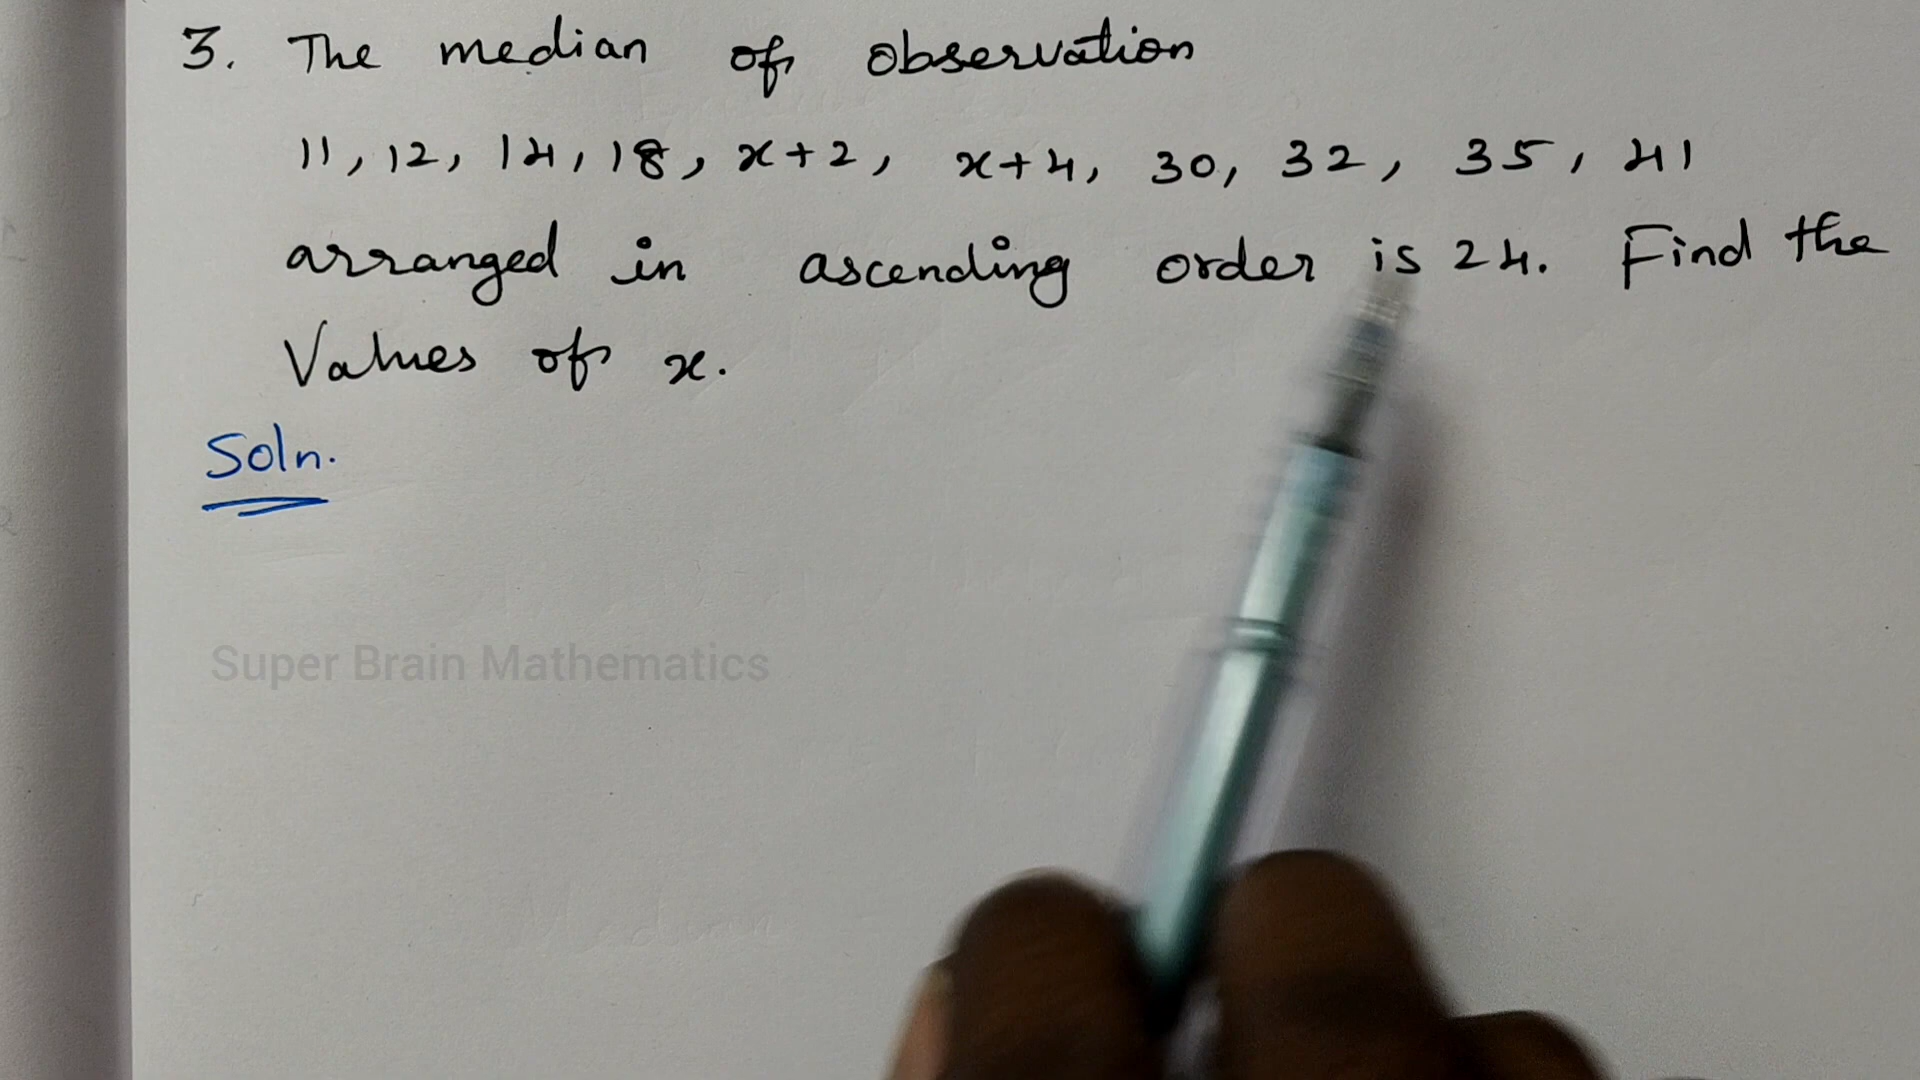 3. The median of observation
11, 12, 14, 18, x+2, x+4, 30, 32, 35, 41
arranged in ascending order is 24. Find the
Values of x.
Soln.
Super Brain Mathematics